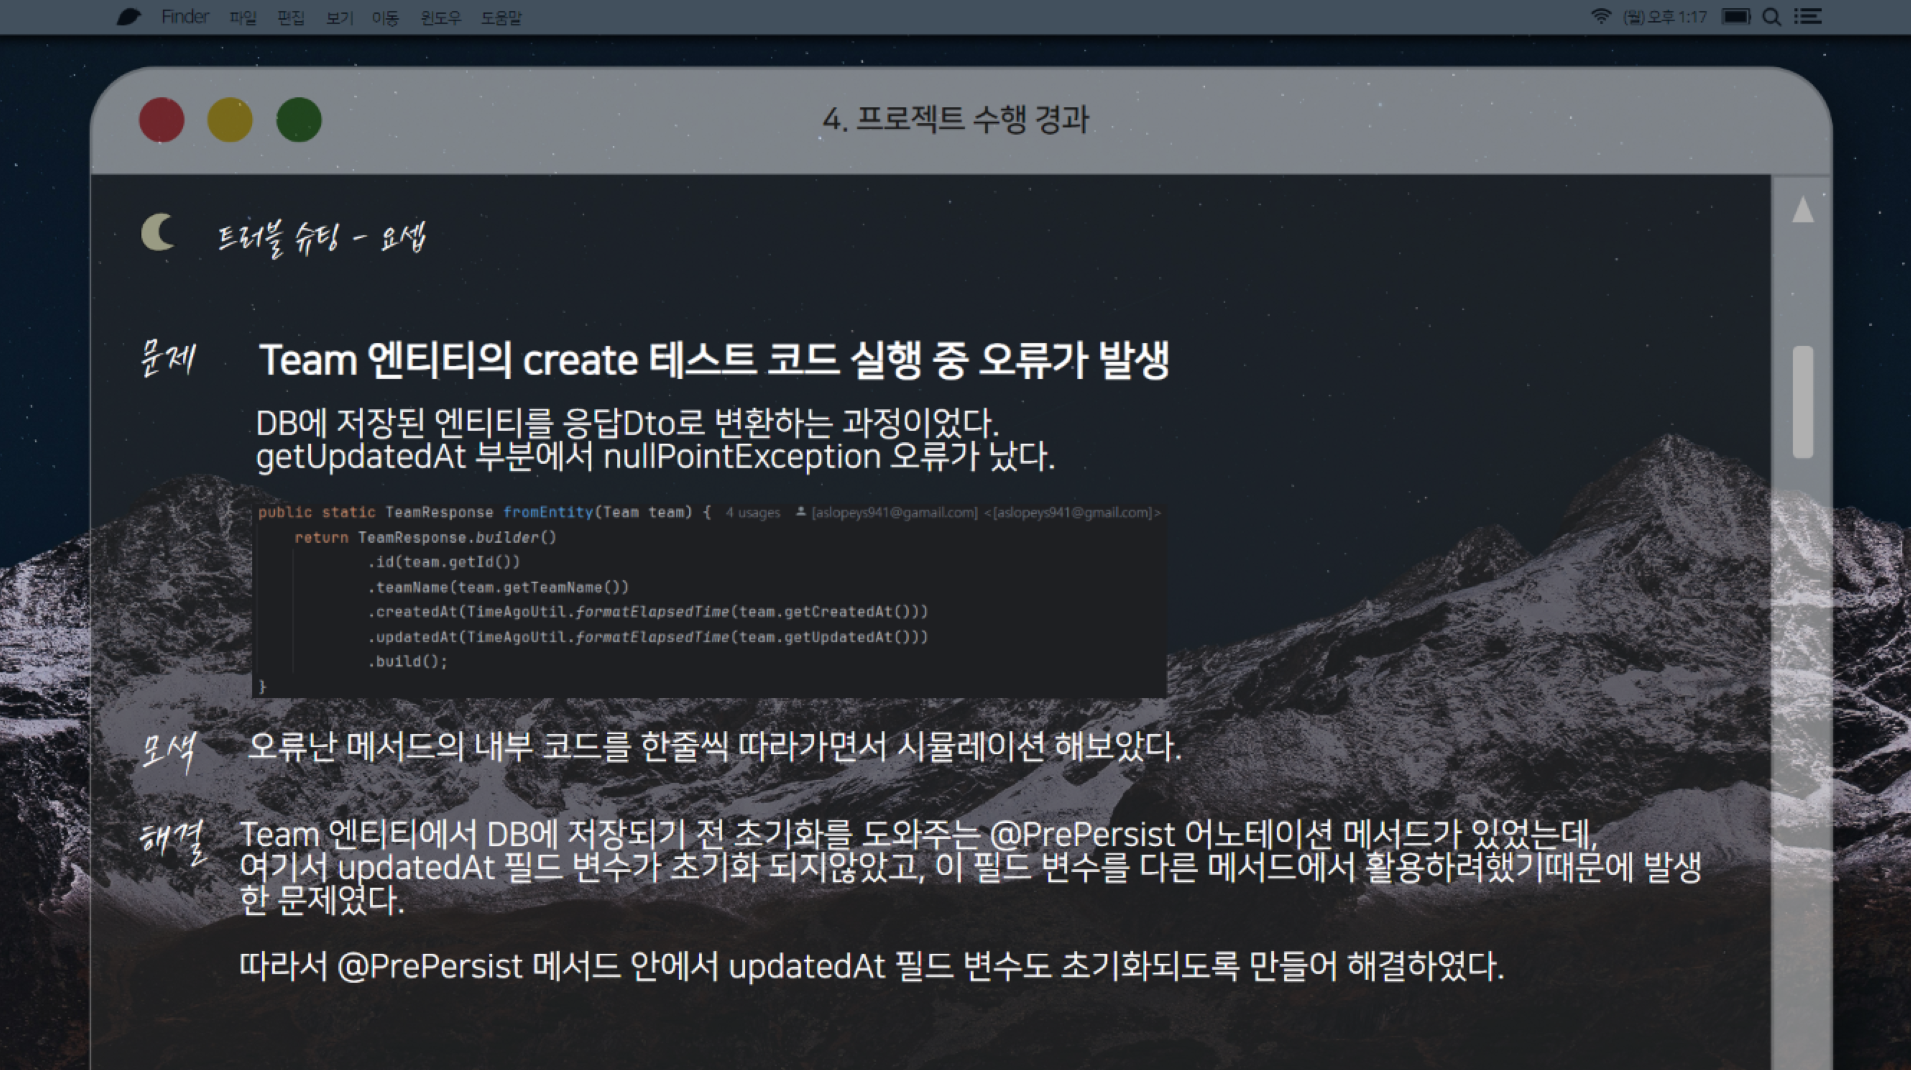 Finder 파일 편집 보기 이동 윈도우 도움말 (월) 오후 1:17
4. 프로젝트 수행 경과
트러블 슈팅 - 요셉
문제 Team 엔티티의 create 테스트 코드 실행 중 오류가 발생
DB에 저장된 엔티티를 응답Dto로 변환하는 과정이었다.
getUpdatedAt 부분에서 nullPointException 오류가 났다.
public static TeamResponse fromEntity(Team team) { 4 usages [aslopeys941@gamail.com] <[aslopeys941@gmail.com]>
return TeamResponse.builder()
.id(team.getId())
.teamName(team.getTeamName())
.createdAt(TimeAgoUtil.formatElapsedTime(team.getCreatedAt()))
.updatedAt(TimeAgoUtil.formatElapsedTime(team.getUpdatedAt()))
.build();
}
모색 오류난 메서드의 내부 코드를 한줄씩 따라가면서 시뮬레이션 해보았다.
해결 Team 엔티티에서 DB에 저장되기 전 초기화를 도와주는 @PrePersist 어노테이션 메서드가 있었는데,
여기서 updatedAt 필드 변수가 초기화 되지않았고, 이 필드 변수를 다른 메서드에서 활용하려했기때문에 발생
한 문제였다.
따라서 @PrePersist 메서드 안에서 updatedAt 필드 변수도 초기화되도록 만들어 해결하였다.